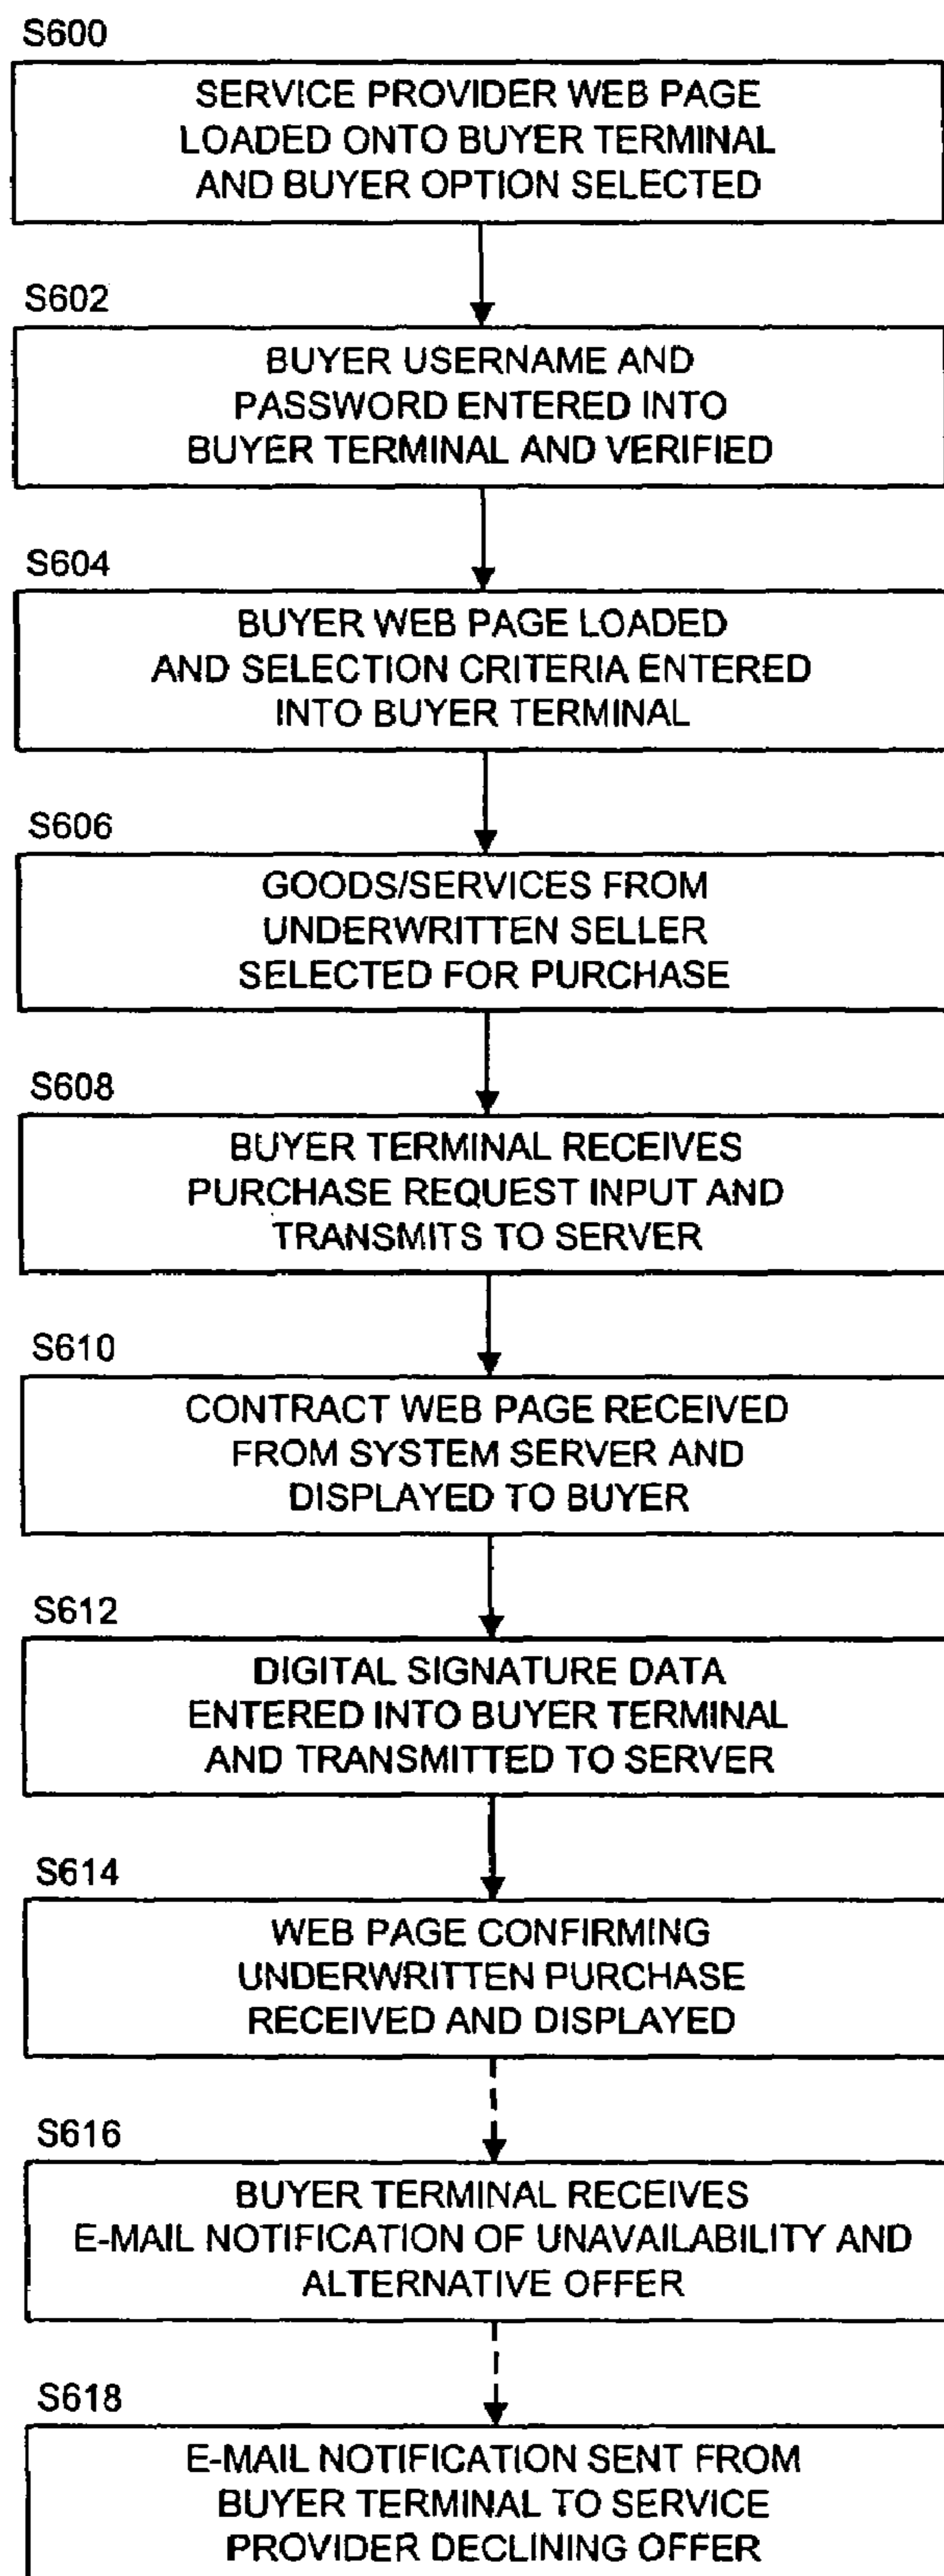 S600
SERVICE PROVIDER WEB PAGE
LOADED ONTO BUYER TERMINAL
AND BUYER OPTION SELECTED
S602
BUYER USERNAME AND
PASSWORD ENTERED INTO
BUYER TERMINAL AND VERIFIED
S604
BUYER WEB PAGE LOADED
AND SELECTION CRITERIA ENTERED
INTO BUYER TERMINAL
S606
GOODS/SERVICES FROM
UNDERWRITTEN SELLER
SELECTED FOR PURCHASE
S608
BUYER TERMINAL RECEIVES
PURCHASE REQUEST INPUT AND
TRANSMITS TO SERVER
S610
CONTRACT WEB PAGE RECEIVED
FROM SYSTEM SERVER AND
DISPLAYED TO BUYER
S612
DIGITAL SIGNATURE DATA
ENTERED INTO BUYER TERMINAL
AND TRANSMITTED TO SERVER
S614
WEB PAGE CONFIRMING
UNDERWRITTEN PURCHASE
RECEIVED AND DISPLAYED
S616
BUYER TERMINAL RECEIVES
E-MAIL NOTIFICATION OF UNAVAILABILITY AND
ALTERNATIVE OFFER
S618
E-MAIL NOTIFICATION SENT FROM
BUYER TERMINAL TO SERVICE
PROVIDER DECLINING OFFER